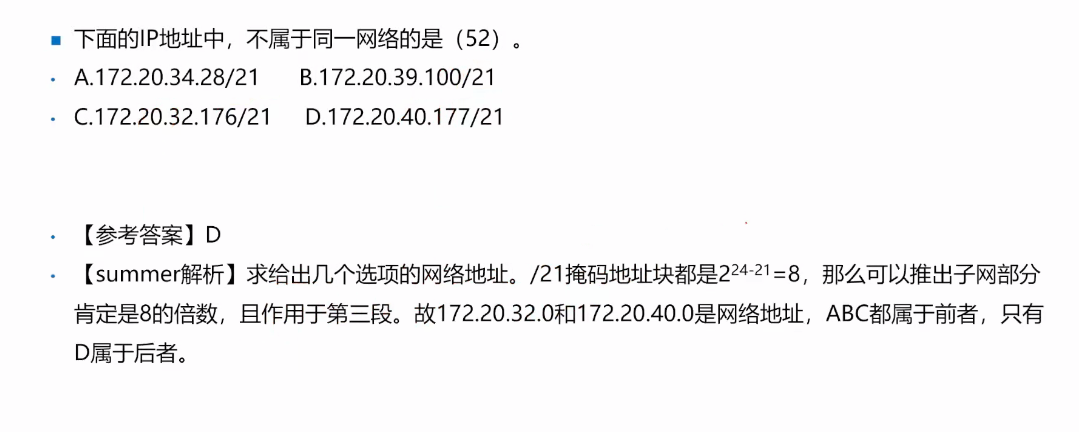 ■ 下面的IP地址中，不属于同一网络的是（52）。
• A.172.20.34.28/21 B.172.20.39.100/21
• C.172.20.32.176/21 D.172.20.40.177/21
• 【参考答案】D
• 【summer解析】求给出几个选项的网络地址。/21掩码地址块都是2²⁴⁻²¹=8，那么可以推出子网部分
肯定是8的倍数，且作用于第三段。故172.20.32.0和172.20.40.0是网络地址，ABC都属于前者，只有
D属于后者。